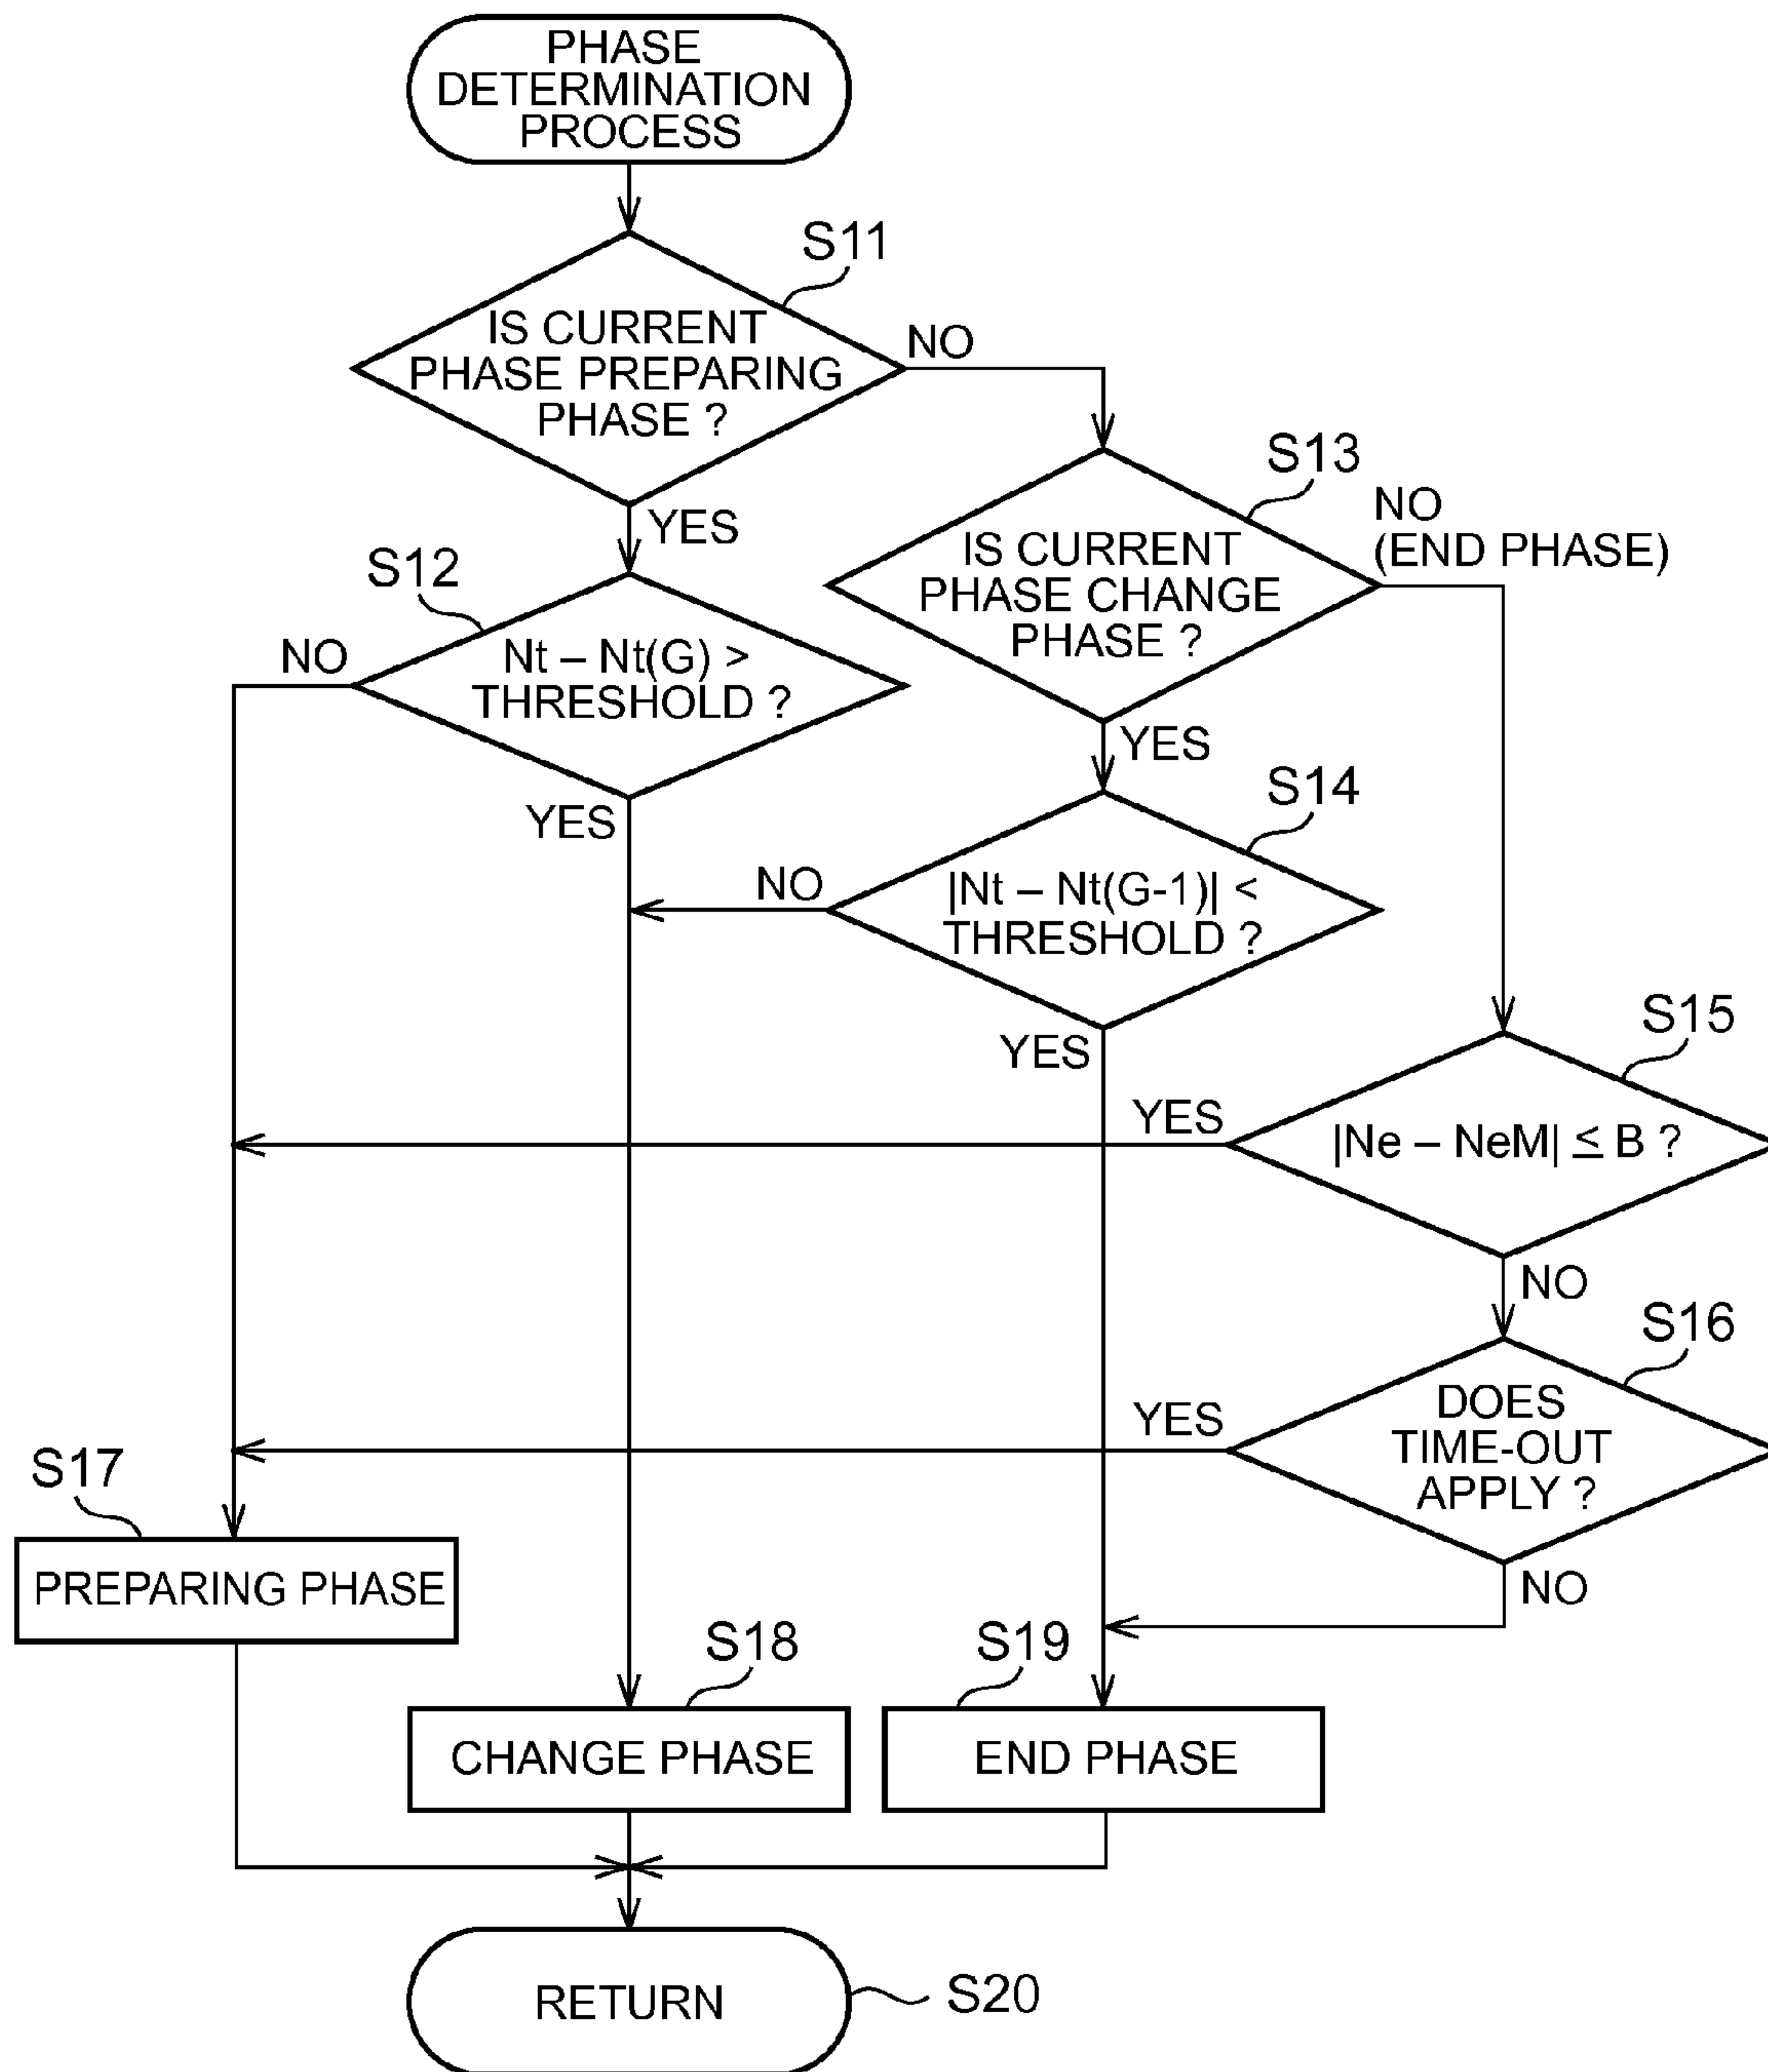 PHASE
DETERMINATION
PROCESS
S11
IS CURRENT
PHASE PREPARING
PHASE ?
NO
YES
S13
IS CURRENT
PHASE CHANGE
PHASE ?
NO
(END PHASE)
YES
S12
Nt – Nt(G) >
THRESHOLD ?
NO
YES
S14
|Nt – Nt(G-1)| <
THRESHOLD ?
NO
YES
S15
|Ne – NeM| ≤ B ?
YES
NO
S16
DOES
TIME-OUT
APPLY ?
YES
NO
S17
PREPARING PHASE
S18
CHANGE PHASE
S19
END PHASE
RETURN
S20